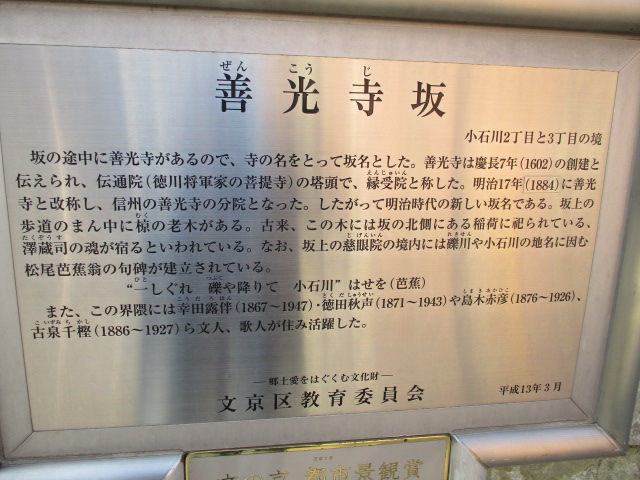 善光寺坂
小石川2丁目と3丁目の境
坂の途中に善光寺があるので、寺の名をとって坂名とした。善光寺は慶長7年(1602)の創建と
伝えられ、伝通院(徳川将軍家の菩提寺)の塔頭で、縁受院と称した。明治17年(1884)に善光
寺と改称し、信州の善光寺の分院となった。したがって明治時代の新しい坂名である。坂上の
歩道のまん中に椋の老木がある。古来、この木には坂の北側にある稲荷に祀られている、
澤蔵司の魂が宿るといわれている。なお、坂上の慈眼院の境内には礫川や小石川の地名に因む
松尾芭蕉翁の句碑が建立されている。
“一しぐれ 礫や降りて 小石川”はせを(芭蕉)
また、この界隈には幸田露伴(1867~1947)・徳田秋声(1871~1943)や島木赤彦(1876~1926)、
古泉千樫(1886~1927)ら文人、歌人が住み活躍した。
―郷土愛をはぐくむ文化財―
文京区教育委員会
平成13年3月
文の京 都市景観賞